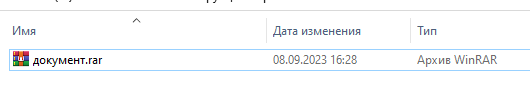 Имя Дата изменения Тип
документ.rar 08.09.2023 16:28 Архив WinRAR